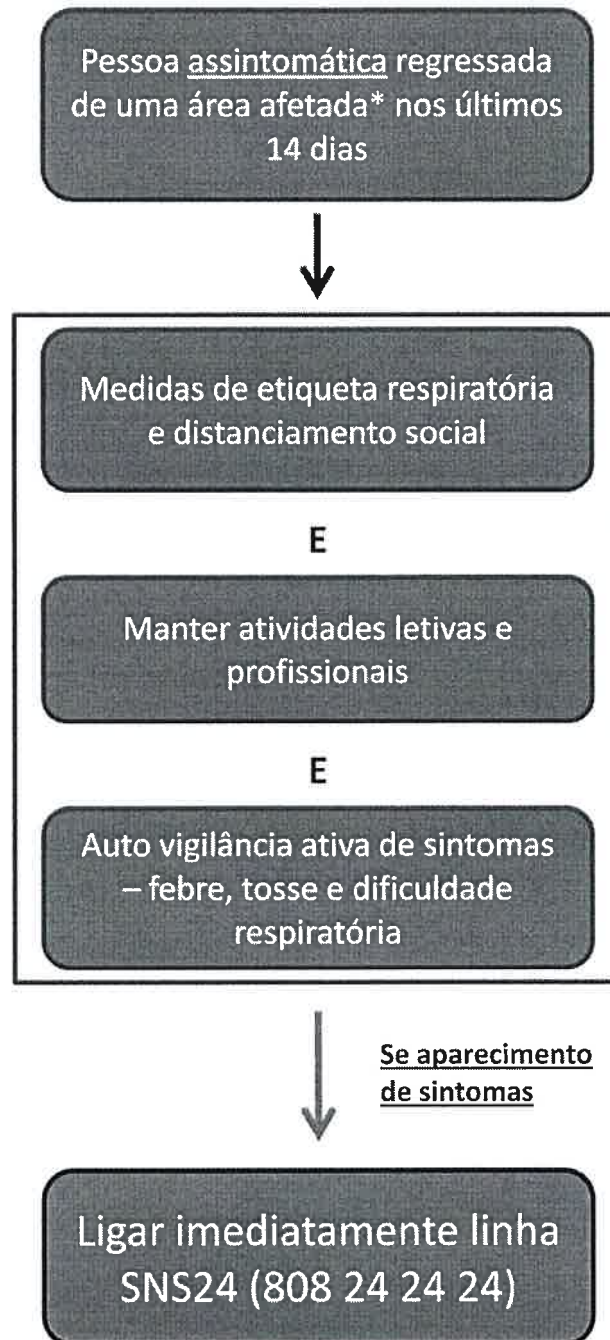 Pessoa assintomática regressada
de uma área afetada* nos últimos
14 dias
Medidas de etiqueta respiratória
e distanciamento social
E
Manter atividades letivas e
profissionais
E
Auto vigilância ativa de sintomas
– febre, tosse e dificuldade
respiratória
Se aparecimento
de sintomas
Ligar imediatamente linha
SNS24 (808 24 24 24)